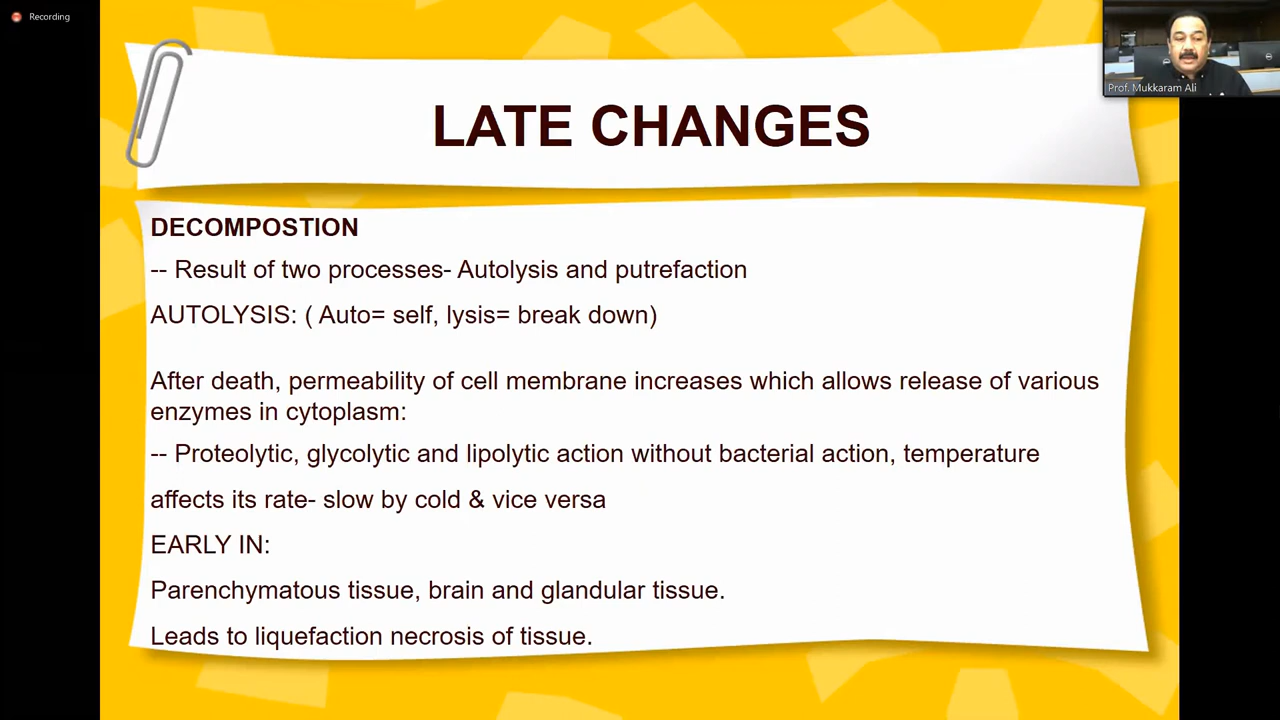 Recording
Prof. Mukkaram Ali
LATE CHANGES
DECOMPOSTION
-- Result of two processes- Autolysis and putrefaction
AUTOLYSIS: ( Auto= self, lysis= break down)
After death, permeability of cell membrane increases which allows release of various
enzymes in cytoplasm:
-- Proteolytic, glycolytic and lipolytic action without bacterial action, temperature
affects its rate- slow by cold & vice versa
EARLY IN:
Parenchymatous tissue, brain and glandular tissue.
Leads to liquefaction necrosis of tissue.